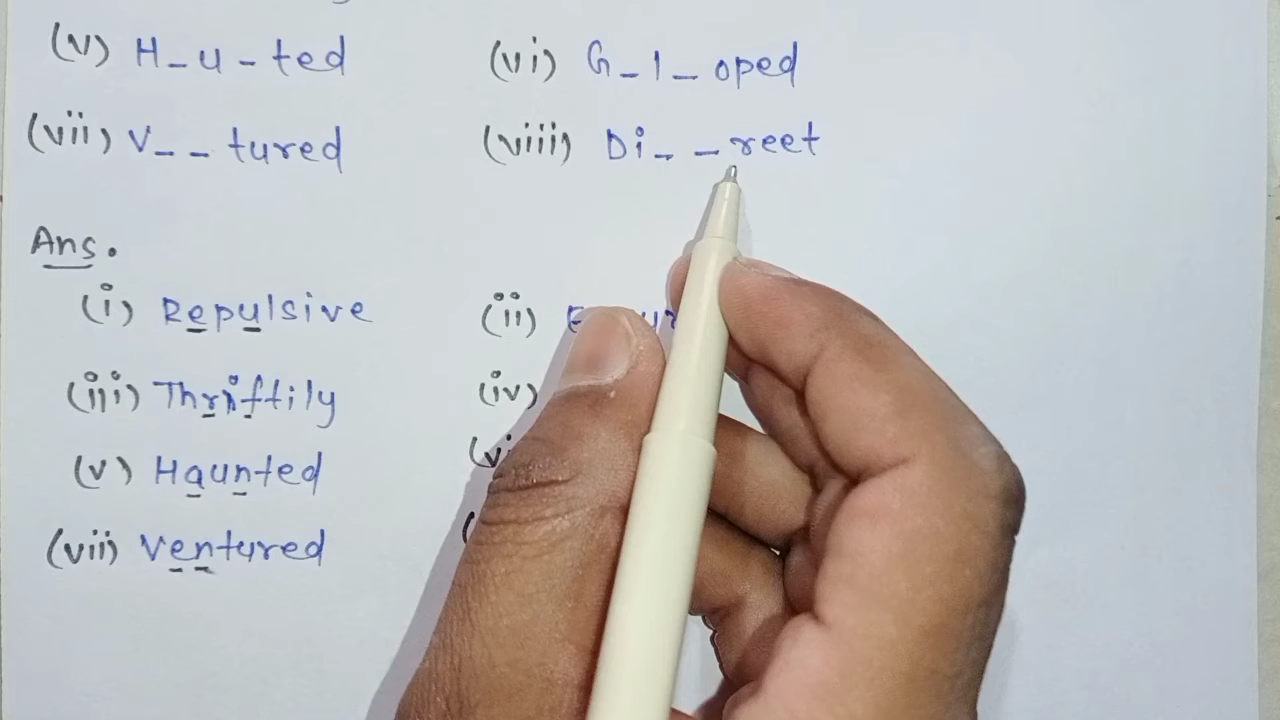 (v) H_u_ted (vi) G_l_oped
(vii) V__tured (viii) Di__reet
Ans.
(i) Repulsive (ii)
(iii) Thriftily (iv)
(v) Haunted
(vii) Ventured